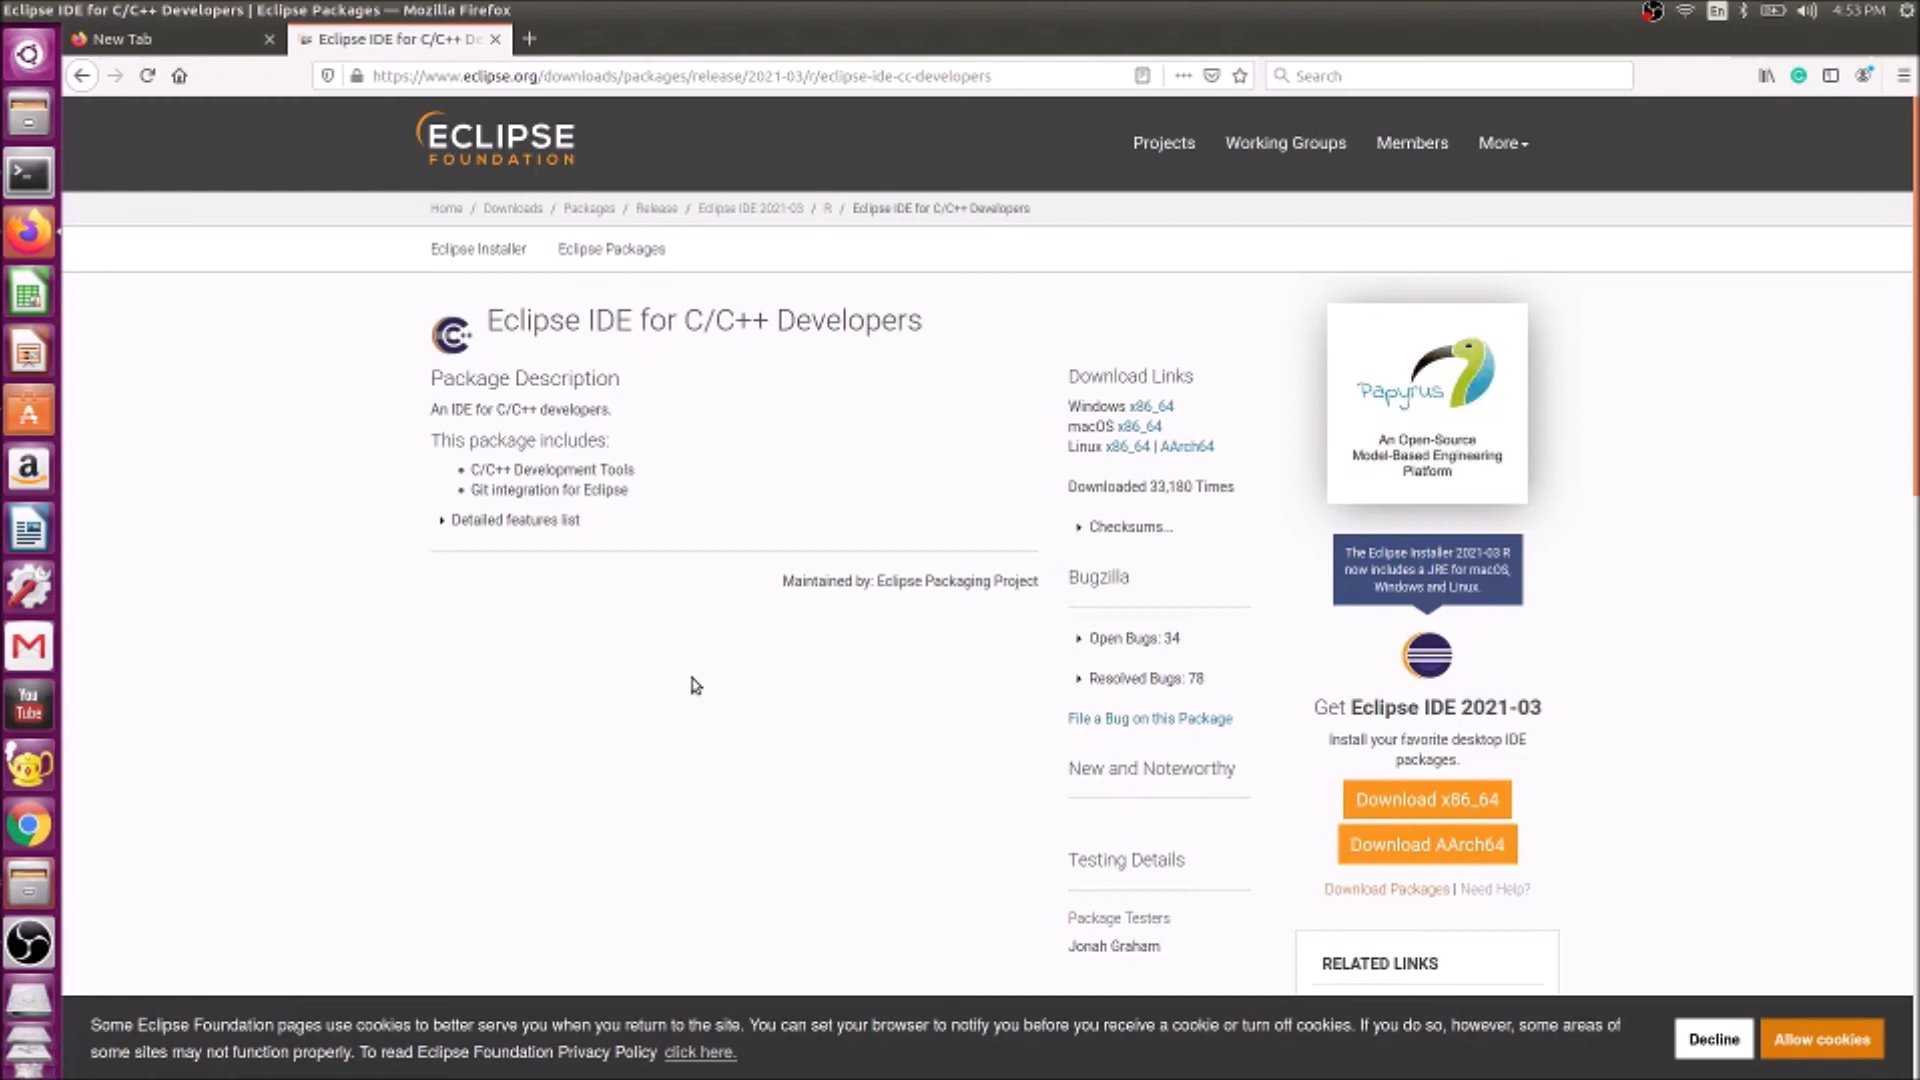 Eclipse IDE for C/C++ Developers | Eclipse Packages — Mozilla Firefox
En
4:53 PM
New Tab
Eclipse IDE for C/C++ De
https://www.eclipse.org/downloads/packages/release/2021-03/r/eclipse-ide-cc-developers
Search
ECLIPSE
FOUNDATION
Projects
Working Groups
Members
More
Home / Downloads / Packages / Release / Eclipse IDE 2021-03 / R / Eclipse IDE for C/C++ Developers
Eclipse Installer
Eclipse Packages
Eclipse IDE for C/C++ Developers
Package Description
An IDE for C/C++ developers.
This package includes:
C/C++ Development Tools
Git integration for Eclipse
Detailed features list
Maintained by: Eclipse Packaging Project
Download Links
Windows x86_64
macOS x86_64
Linux x86_64 | AArch64
Downloaded 33,180 Times
Checksums...
Bugzilla
Open Bugs: 34
Resolved Bugs: 78
File a Bug on this Package
New and Noteworthy
Testing Details
Package Testers
Jonah Graham
Papyrus
An Open-Source
Model-Based Engineering
Platform
The Eclipse Installer 2021-03 R
now includes a JRE for macOS,
Windows and Linux.
Get Eclipse IDE 2021-03
Install your favorite desktop IDE
packages.
Download x86_64
Download AArch64
Download Packages | Need Help?
RELATED LINKS
You
Tube
Some Eclipse Foundation pages use cookies to better serve you when you return to the site. You can set your browser to notify you before you receive a cookie or turn off cookies. If you do so, however, some areas of
some sites may not function properly. To read Eclipse Foundation Privacy Policy click here.
Decline
Allow cookies